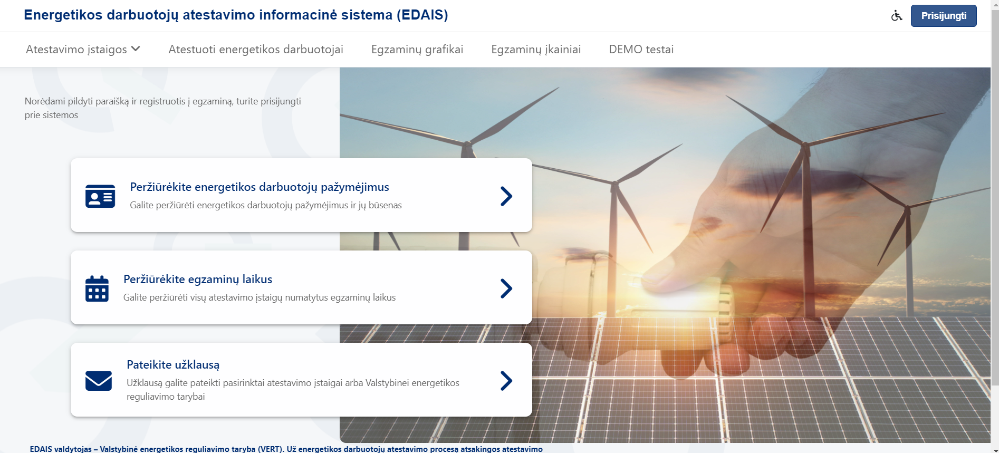 Energetikos darbuotojų atestavimo informacinė sistema (EDAIS)
Prisijungti
Atestavimo įstaigos
Atestuoti energetikos darbuotojai
Egzaminų grafikai
Egzaminų įkainiai
DEMO testai
Norėdami pildyti paraišką ir registruotis į egzaminą, turite prisijungti
prie sistemos
Peržiūrėkite energetikos darbuotojų pažymėjimus
Galite peržiūrėti energetikos darbuotojų pažymėjimus ir jų būsenas
Peržiūrėkite egzaminų laikus
Galite peržiūrėti visų atestavimo įstaigų numatytus egzaminų laikus
Pateikite užklausą
Užklausą galite pateikti pasirinktai atestavimo įstaigai arba Valstybinei energetikos
reguliavimo tarybai
EDAIS valdytojas – Valstybinė energetikos reguliavimo taryba (VERT). Už energetikos darbuotojų atestavimo procesą atsakingos atestavimo